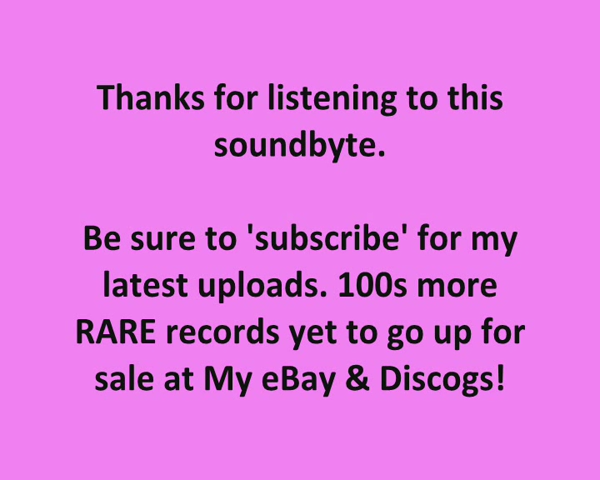 Thanks for listening to this
soundbyte.
Be sure to 'subscribe' for my
latest uploads. 100s more
RARE records yet to go up for
sale at My eBay & Discogs!